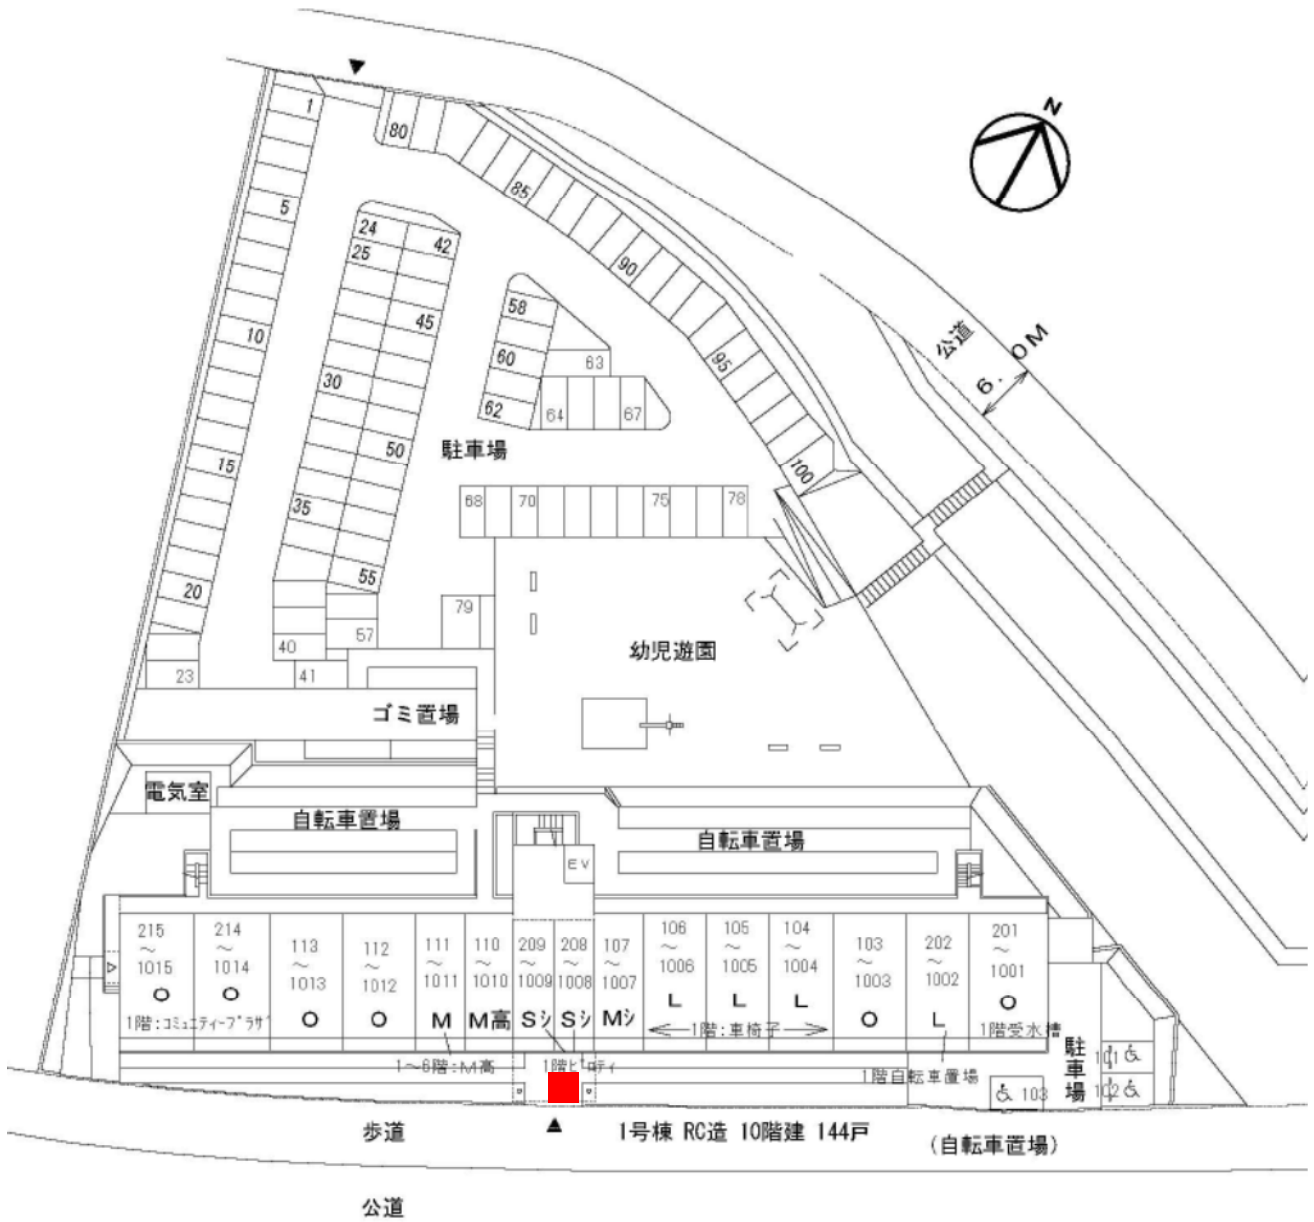 N
1
80
5
85
24
42
25
90
58
公道
6.0M
45
10
60
63
95
30
62
64
67
駐車場
50
100
15
68
70
75
78
35
55
20
79
57
40
幼児遊園
23
41
ゴミ置場
電気室
自転車置場
自転車置場
EV
215
~
1015
O
214
~
1014
O
1階:コミュニティープラザ
113
~
1013
O
112
~
1012
O
111
~
1011
M
110
~
1010
M高
209
~
1009
Sシ
208
~
1008
Sシ
107
~
1007
Mシ
106
~
1006
L
105
~
1005
L
104
~
1004
L
1階:車椅子
103
~
1003
O
202
~
1002
L
201
~
1001
O
1階受水槽
1~6階:M高
1階ピロティ
1階自転車置場
駐車場
101
102
103
歩道
1号棟 RC造 10階建 144戸
(自転車置場)
公道